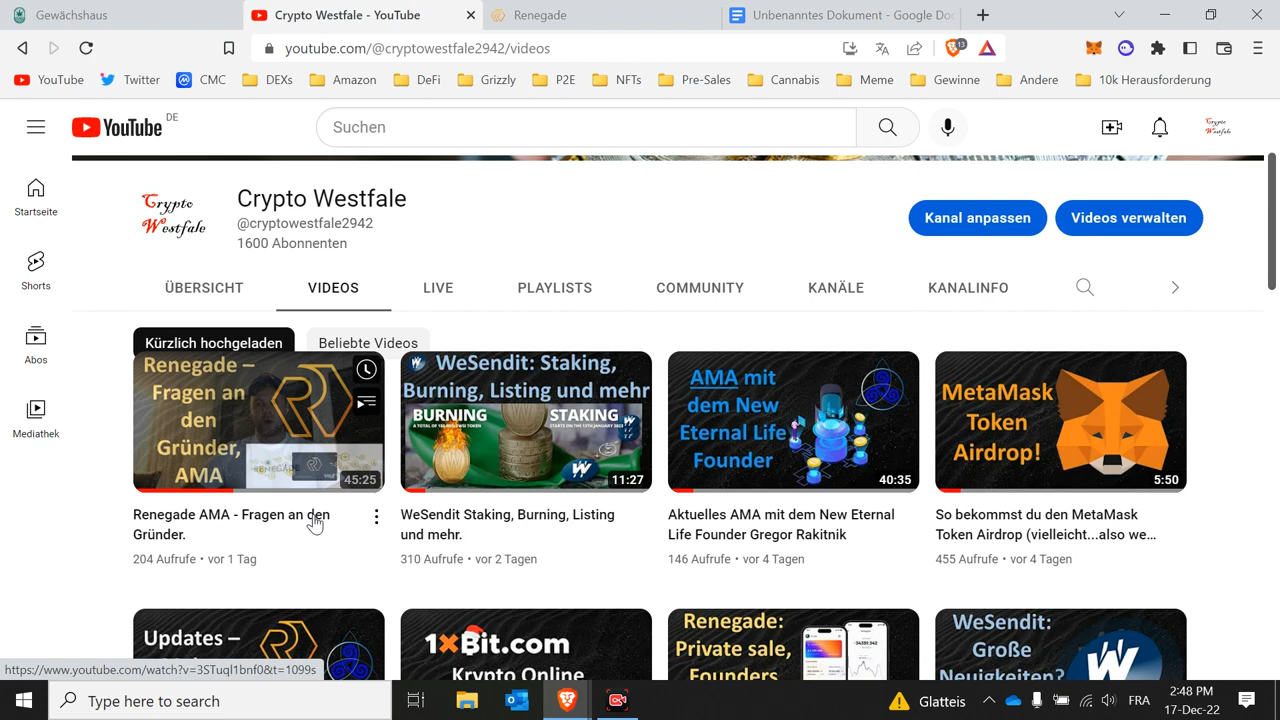 Gewächshaus
Crypto Westfale - YouTube
Renegade
Unbenanntes Dokument - Google Doc
youtube.com/@cryptowestfale2942/videos
13
YouTube
Twitter
CMC
DEXs
Amazon
DeFi
Grizzly
P2E
NFTs
Pre-Sales
Cannabis
Meme
Gewinne
Andere
10k Herausforderung
YouTube DE
Suchen
Crypto
Westfale
Startseite
Shorts
Abos
Mediathek
Crypto
Westfale
Crypto Westfale
@cryptowestfale2942
1600 Abonnenten
Kanal anpassen
Videos verwalten
ÜBERSICHT
VIDEOS
LIVE
PLAYLISTS
COMMUNITY
KANÄLE
KANALINFO
Kürzlich hochgeladen
Beliebte Videos
Renegade –
Fragen an
den
Gründer,
AMA
RENEGADE
45:25
Renegade AMA - Fragen an den
Gründer.
204 Aufrufe • vor 1 Tag
WeSendit: Staking,
Burning, Listing und mehr
BURNING
STAKING
11:27
WeSendit Staking, Burning, Listing
und mehr.
310 Aufrufe • vor 2 Tagen
AMA mit
dem New
Eternal Life
Founder
40:35
Aktuelles AMA mit dem New Eternal
Life Founder Gregor Rakitnik
146 Aufrufe • vor 4 Tagen
MetaMask
Token
Airdrop!
5:50
So bekommst du den MetaMask
Token Airdrop (vielleicht...also we...
455 Aufrufe • vor 4 Tagen
Updates –
1xBit.com
Krypto Online
Renegade:
Private sale,
Founders
WeSendit:
Große
Neuigkeiten?
https://www.youtube.com/watch?v=3STuql1bnf0&t=1099s
Type here to search
Glatteis
FRA
2:48 PM
17-Dec-22